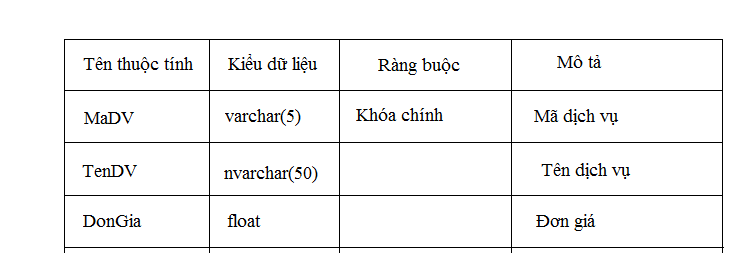 Tên thuộc tính Kiểu dữ liệu Ràng buộc Mô tả
MaDV varchar(5) Khóa chính Mã dịch vụ
TenDV nvarchar(50) Tên dịch vụ
DonGia float Đơn giá